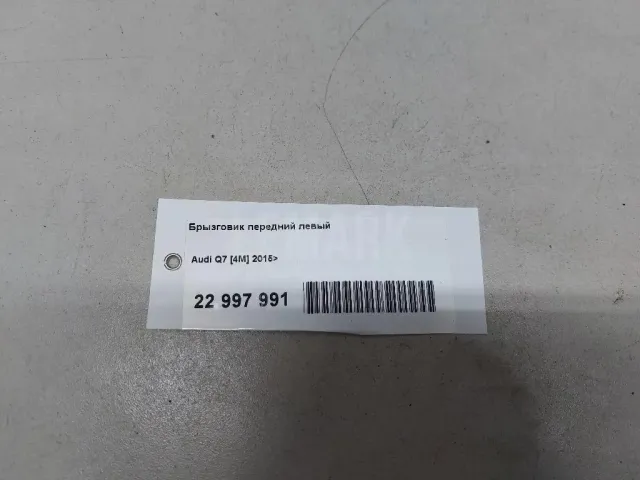 Брызговик передний левый
Audi Q7 [4M] 2015>
22 997 991